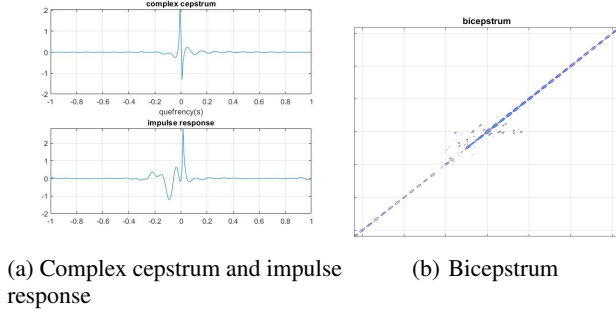 complex cepstrum
2
1
0
-1
-2
-1 -0.8 -0.6 -0.4 -0.2 0 0.2 0.4 0.6 0.8 1
quefrency(s)
impulse response
2
1
0
-1
-2
-1 -0.8 -0.6 -0.4 -0.2 0 0.2 0.4 0.6 0.8 1
bicepstrum
(a) Complex cepstrum and impulse
response
(b) Bicepstrum